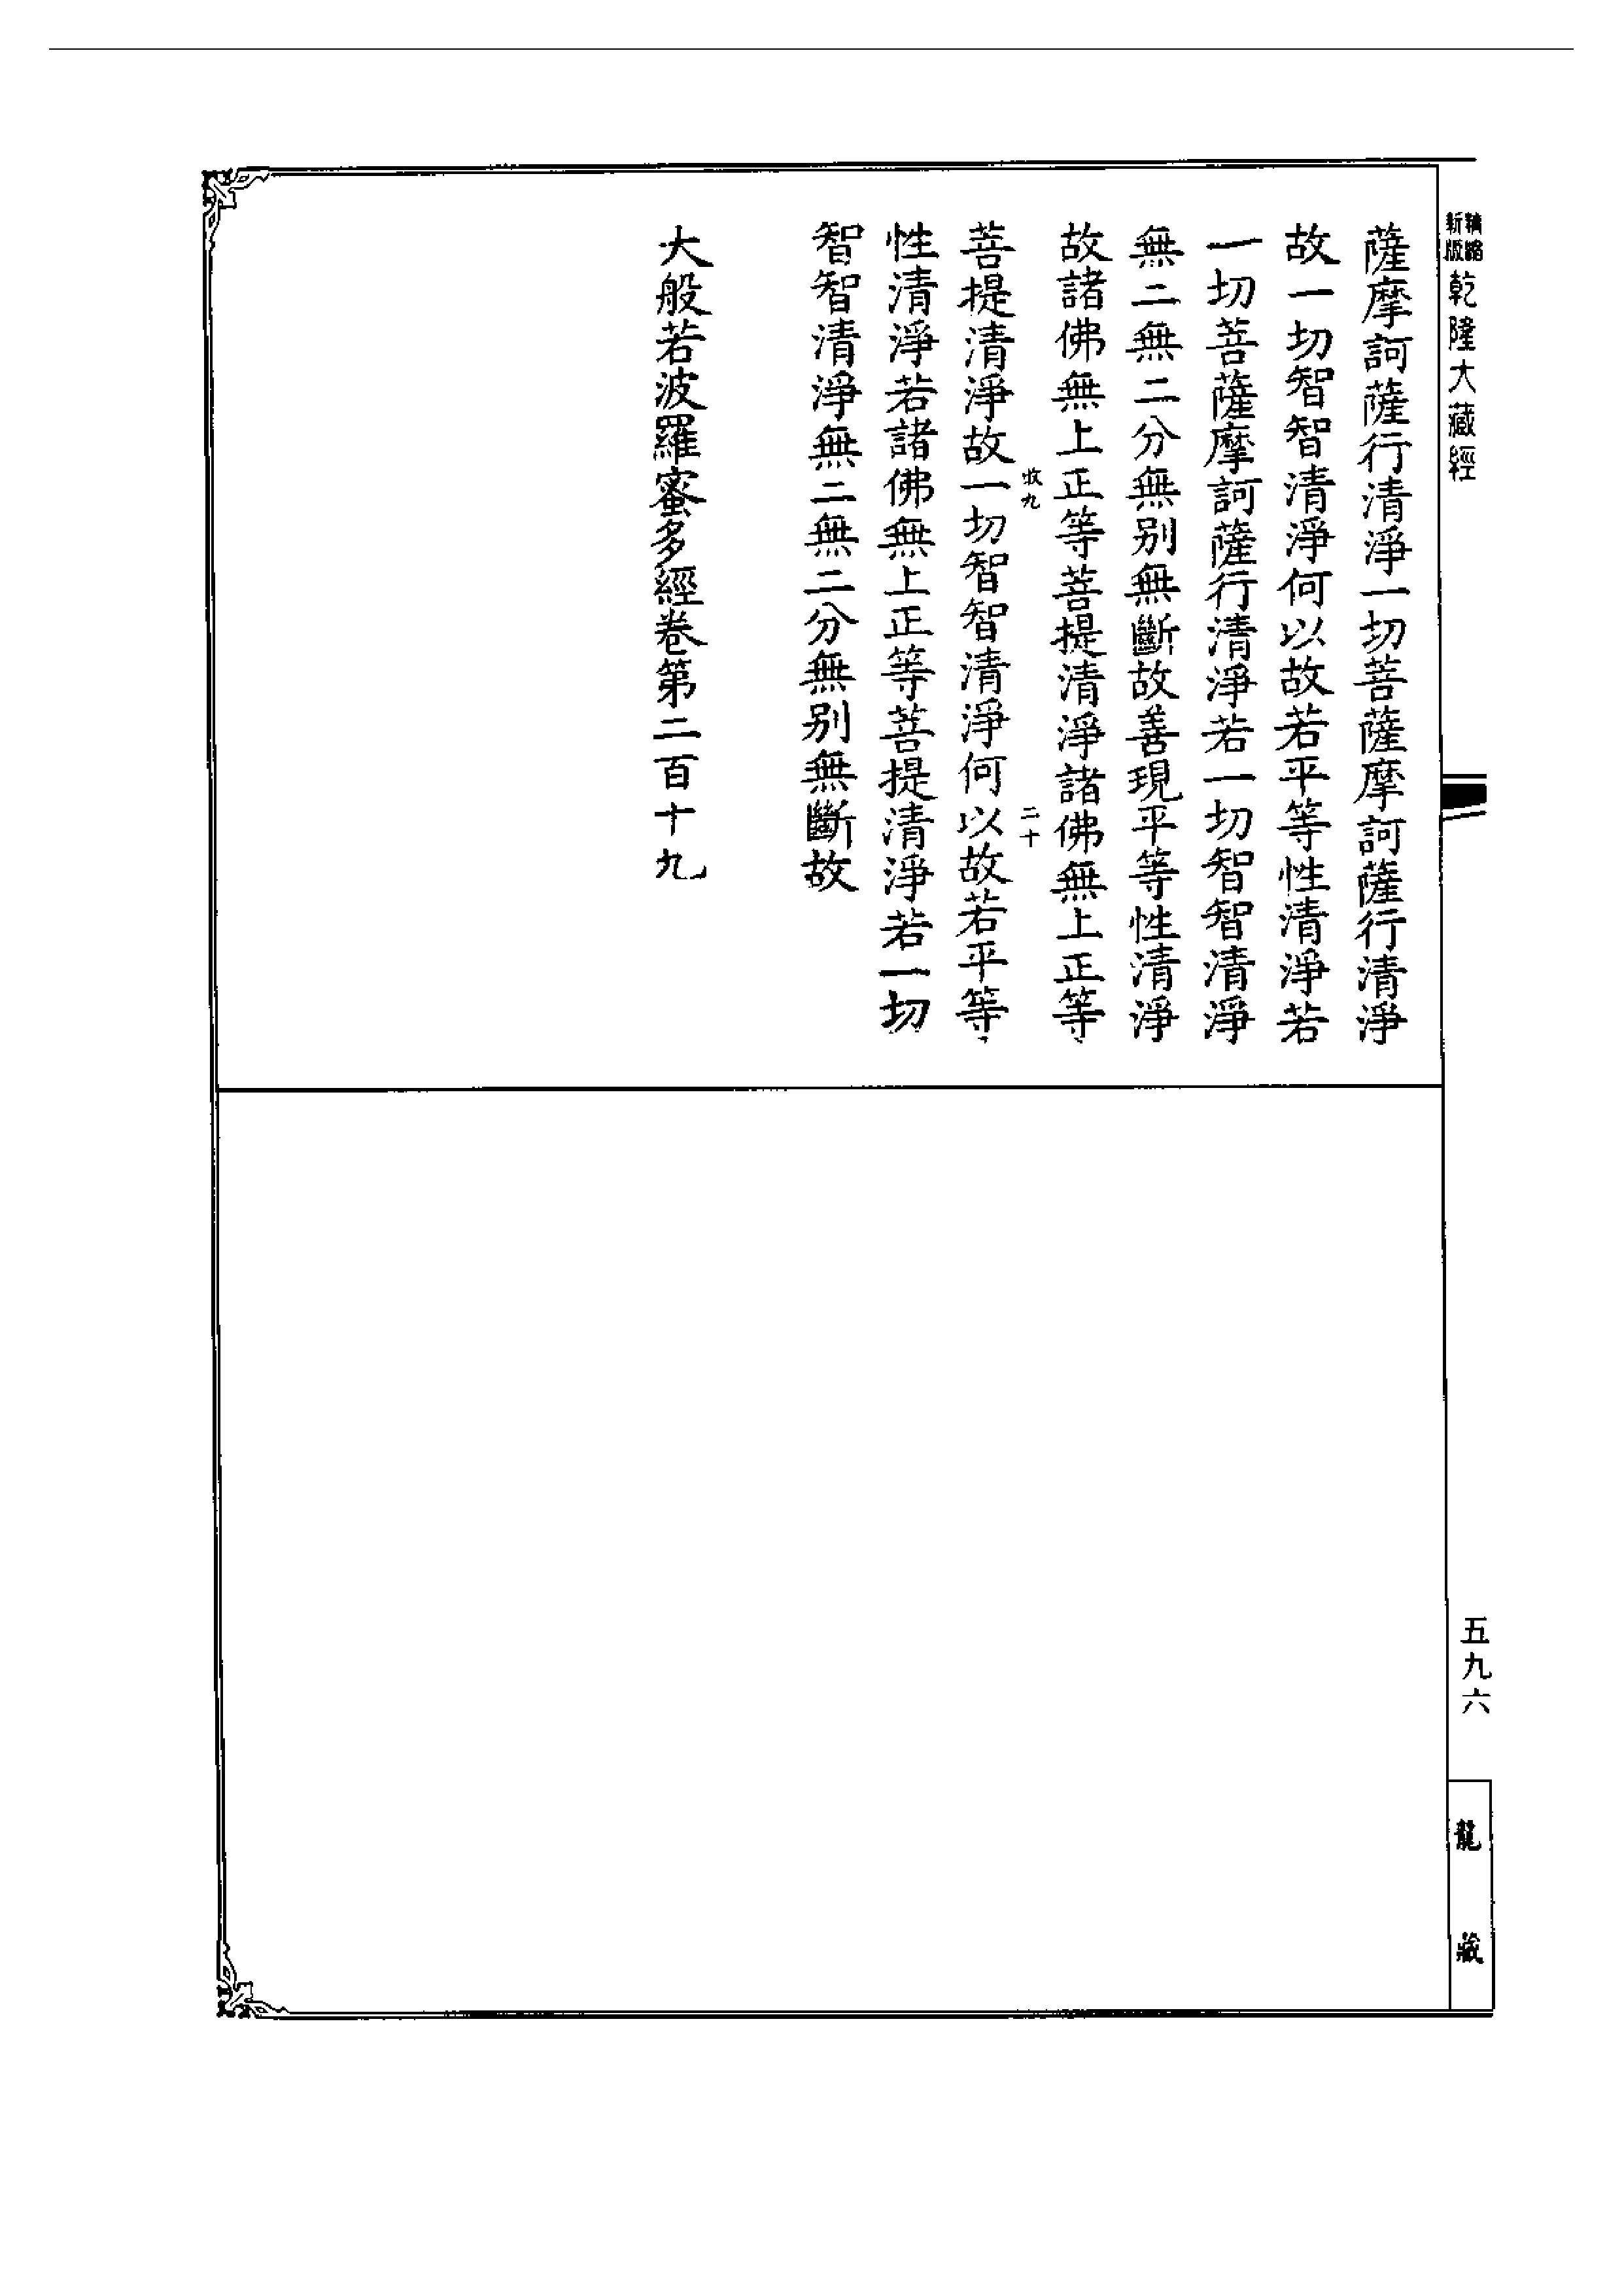 新版精縮乾隆大藏經
薩摩訶薩行清淨一切菩薩摩訶薩行清淨
故一切智智清淨何以故若平等性清淨若
一切菩薩摩訶薩行清淨若一切智智清淨
無二無二分無别無斷故善現平等性清淨
故諸佛無上正等菩提清淨諸佛無上正等
收九
二十
菩提清淨故一切智智清淨何以故若平等
性清淨若諸佛無上正等菩提清淨若一切
智智清淨無二無二分無别無斷故
大般若波羅蜜多經卷第二百十九
五九六
龍藏